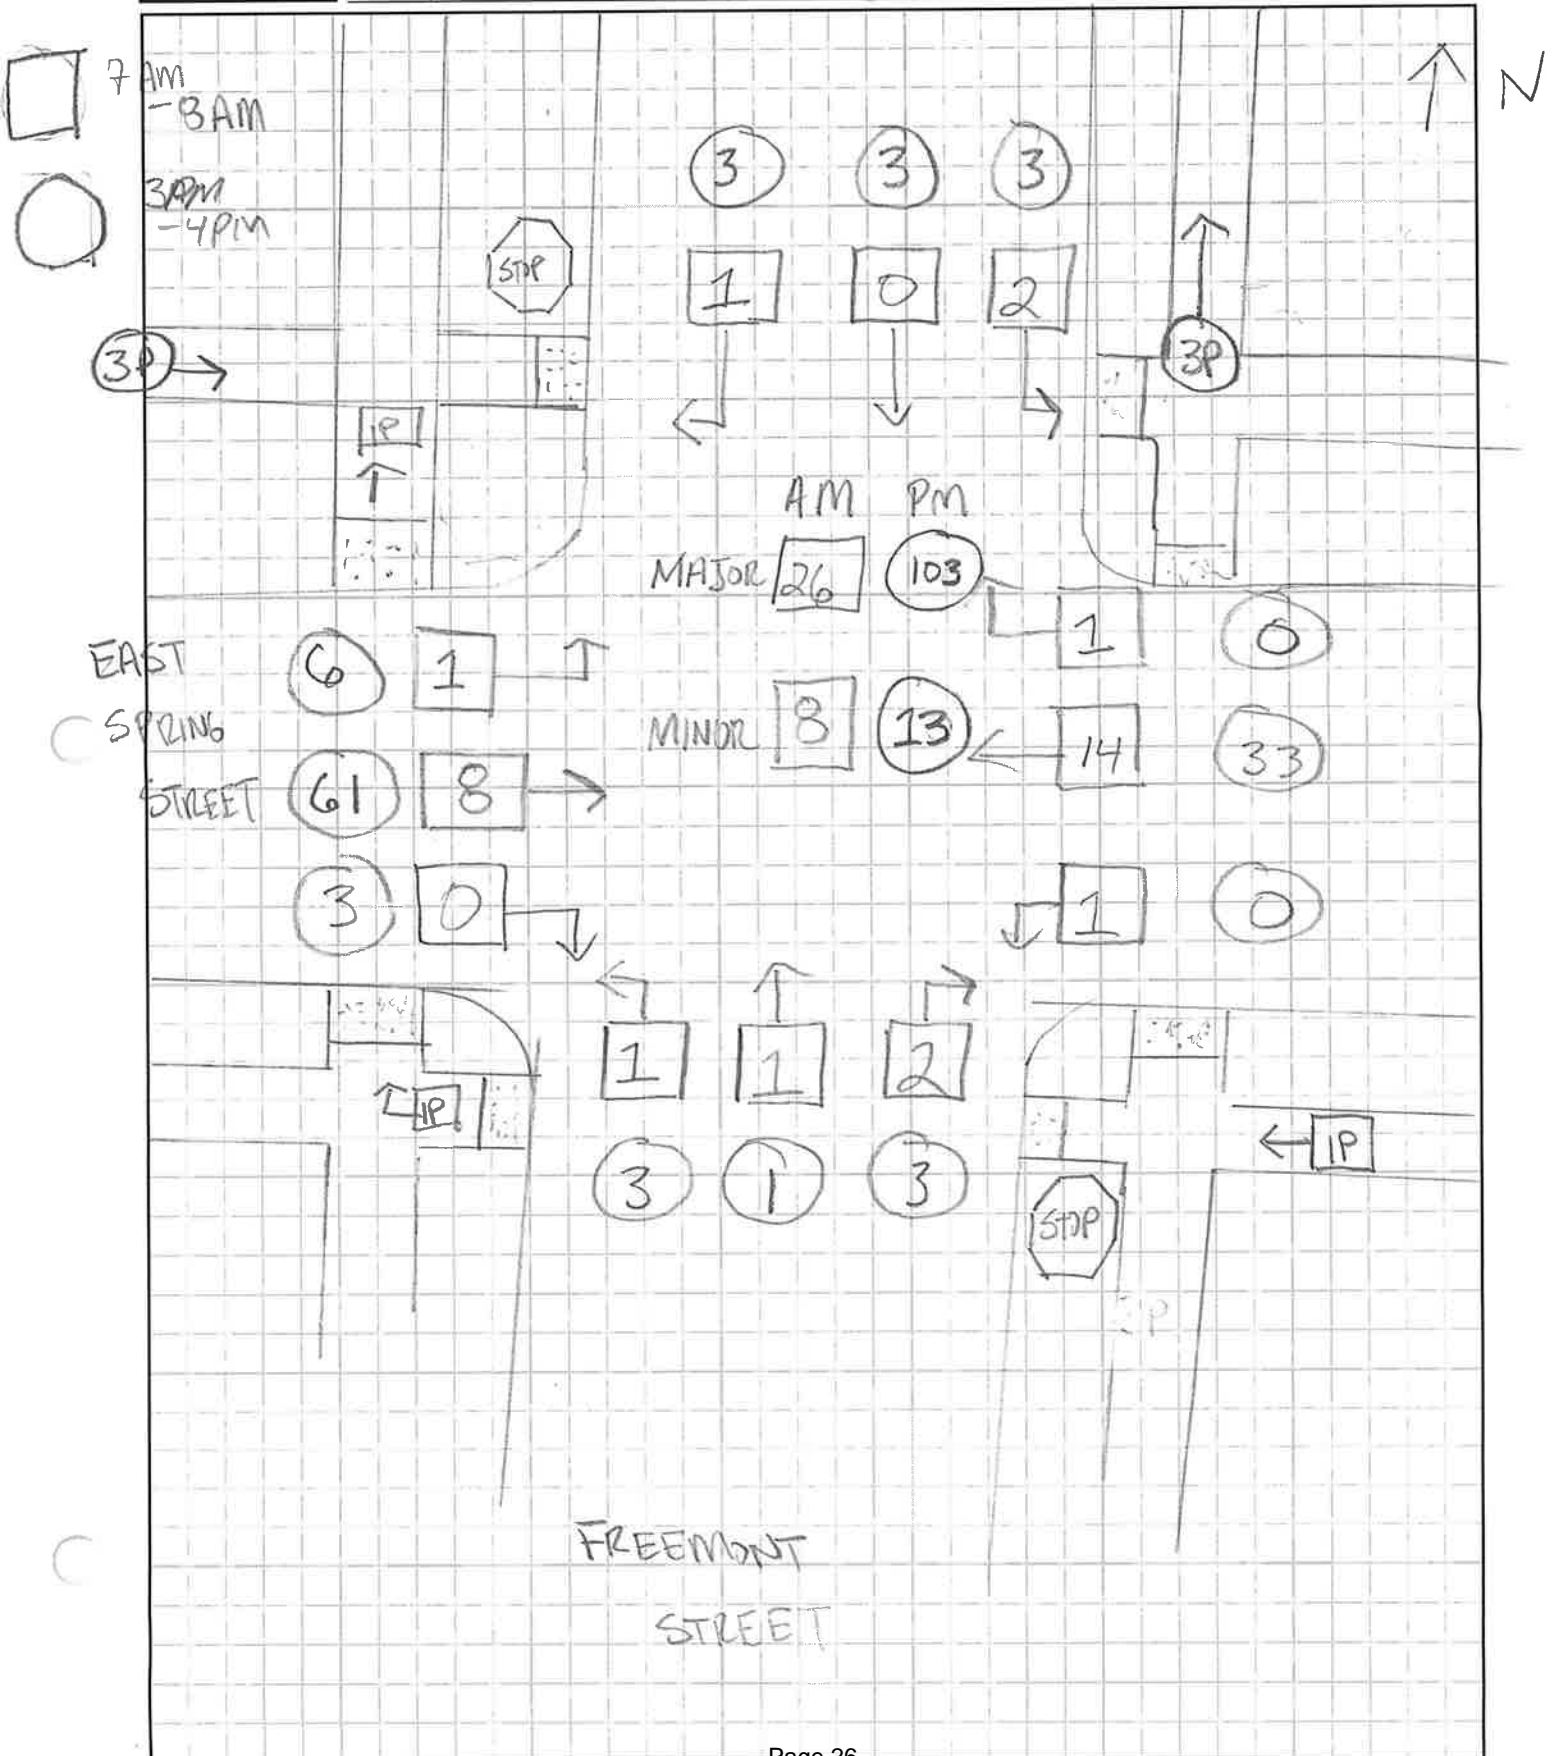 N
7 AM
-8AM
3PM
-4PM
3 3 3
STOP
1 0 2
3P
3P
1P
AM PM
MAJOR 26 103
1 0
EAST 6 1
SPRING
MINOR 8 13
14 33
STREET 61 8
3 0
1 0
1 1 2
1P
1P
3 1 3
STOP
FREEMONT
STREET
Page 26